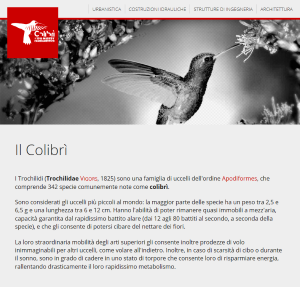 URBANISTICA
COSTRUZIONI IDRAULICHE
STRUTTURE DI INGEGNERIA
ARCHITETTURA
Colibrì
Il Colibrì
I Trochilidi (Trochilidae Vigors, 1825) sono una famiglia di uccelli dell'ordine Apodiformes, che
comprende 342 specie comunemente note come colibrì.
Sono considerati gli uccelli più piccoli al mondo: la maggior parte delle specie ha un peso tra 2,5 e
6,5 g e una lunghezza tra 6 e 12 cm. Hanno l'abilità di poter rimanere quasi immobili a mezz'aria,
capacità garantita dal rapidissimo battito alare (dai 12 agli 80 battiti al secondo, a seconda della
specie), e che gli consente di potersi cibare del nettare dei fiori.
La loro straordinaria mobilità degli arti superiori gli consente inoltre prodezze di volo
inimmaginabili per altri uccelli, come volare all'indietro. Inoltre, in caso di scarsità di cibo o durante
il sonno, sono in grado di cadere in uno stato di torpore che consente loro di risparmiare energia,
rallentando drasticamente il loro rapidissimo metabolismo.